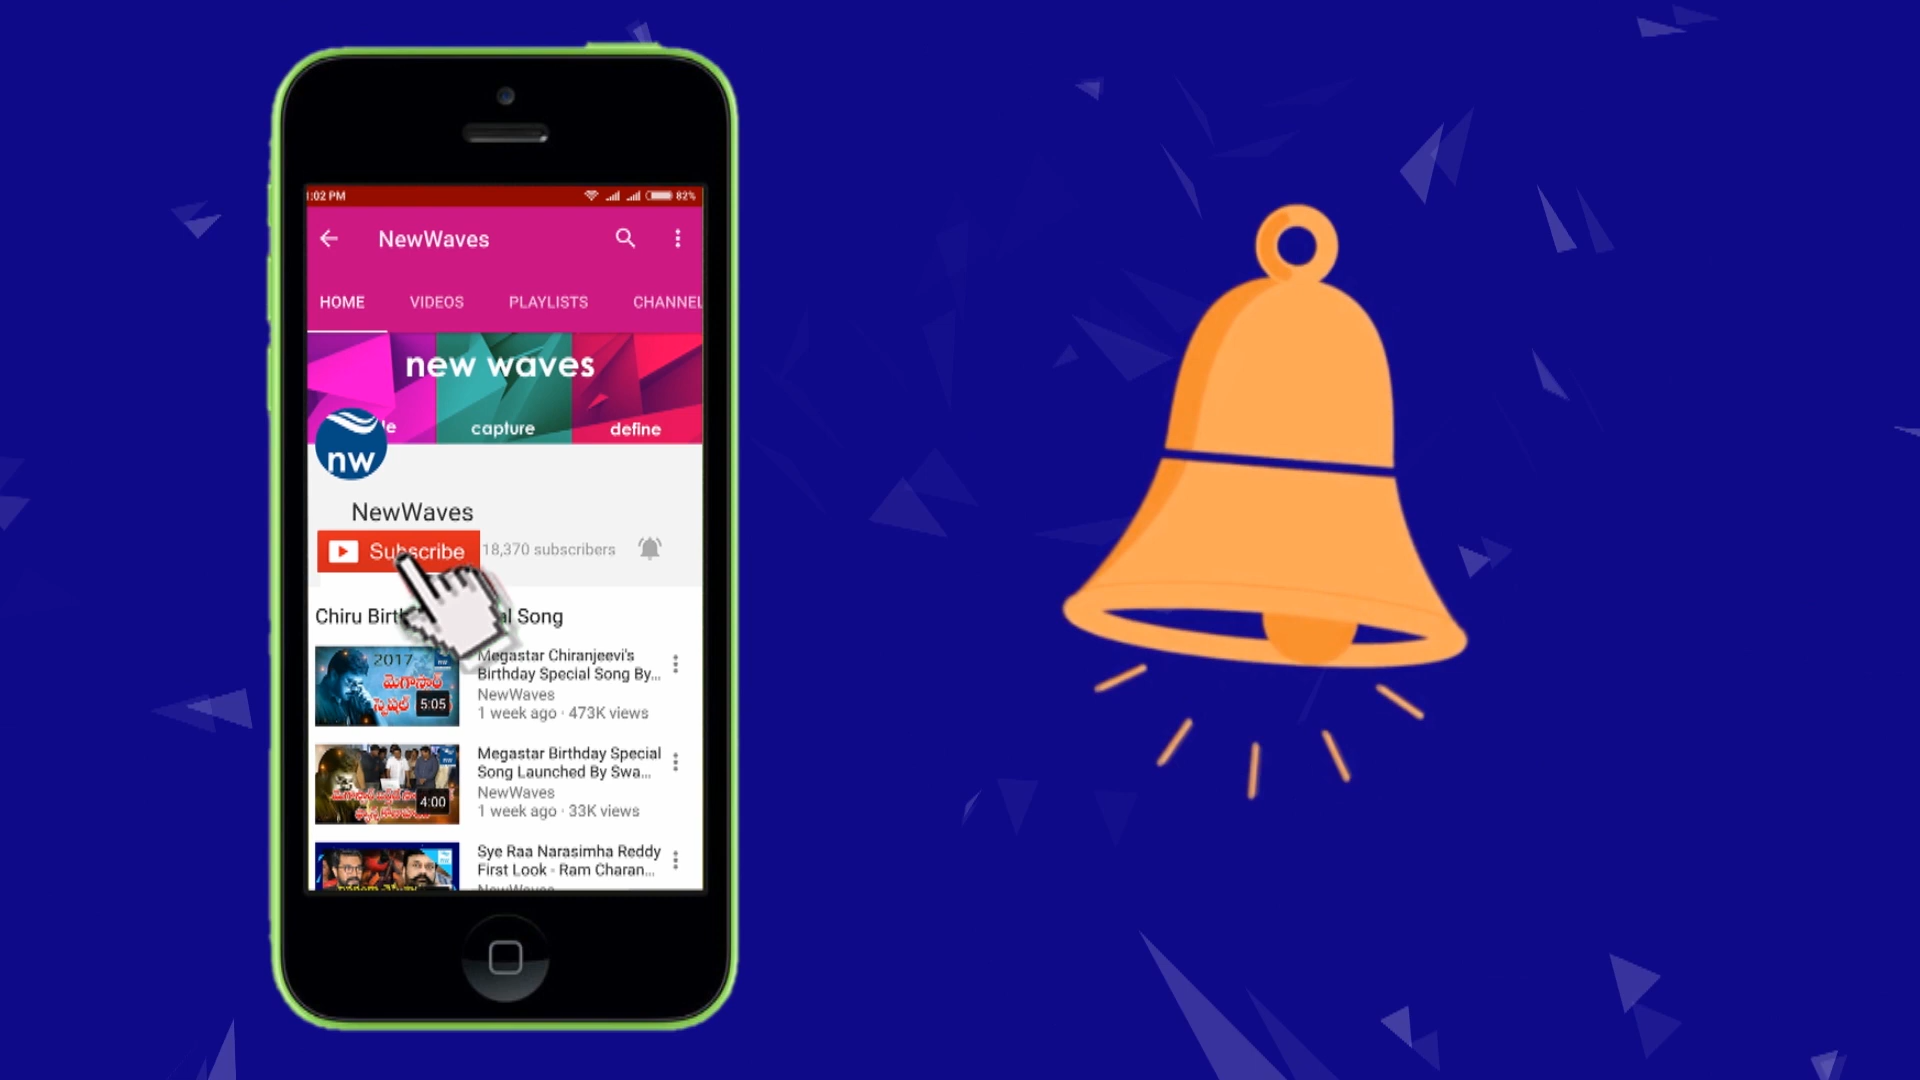 1:02 PM
82%
NewWaves
HOME VIDEOS PLAYLISTS CHANNEL
new waves
capture define
nw
NewWaves
Subscribe 18,370 subscribers
Chiru Song
2017
మెగాస్టార్
స్పెషల్
5:05
Megastar Chiranjeevi's
Birthday Special Song By...
NewWaves
1 week ago · 473K views
4:00
Megastar Birthday Special
Song Launched By Swa...
NewWaves
1 week ago · 33K views
Sye Raa Narasimha Reddy
First Look - Ram Charan...
NewWaves